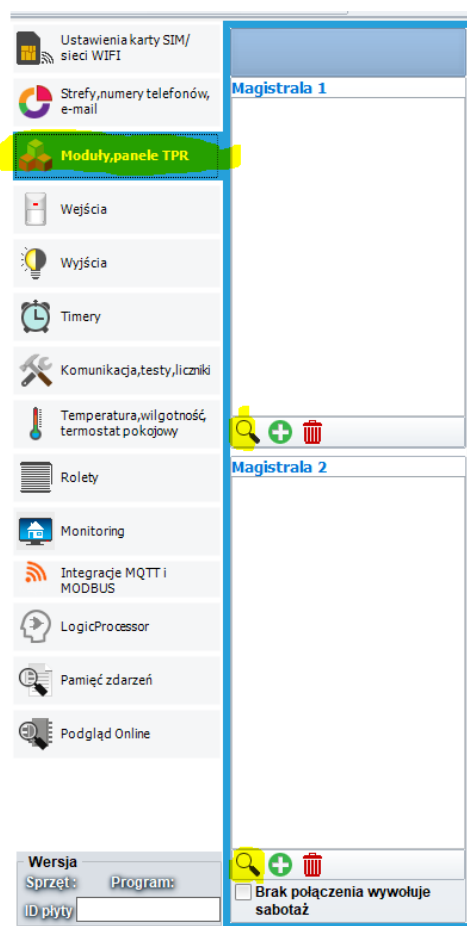 Ustawienia karty SIM/
sieci WIFI
Strefy,numery telefonów,
e-mail
Moduły,panele TPR
Wejścia
Wyjścia
Timery
Komunikacja,testy,liczniki
Temperatura,wilgotność,
termostat pokojowy
Rolety
Monitoring
Integracje MQTT i
MODBUS
LogicProcessor
Pamięć zdarzeń
Podgląd Online
Wersja
Sprzęt: Program:
ID płyty
Magistrala 1
Magistrala 2
Brak połączenia wywołuje
sabotaż